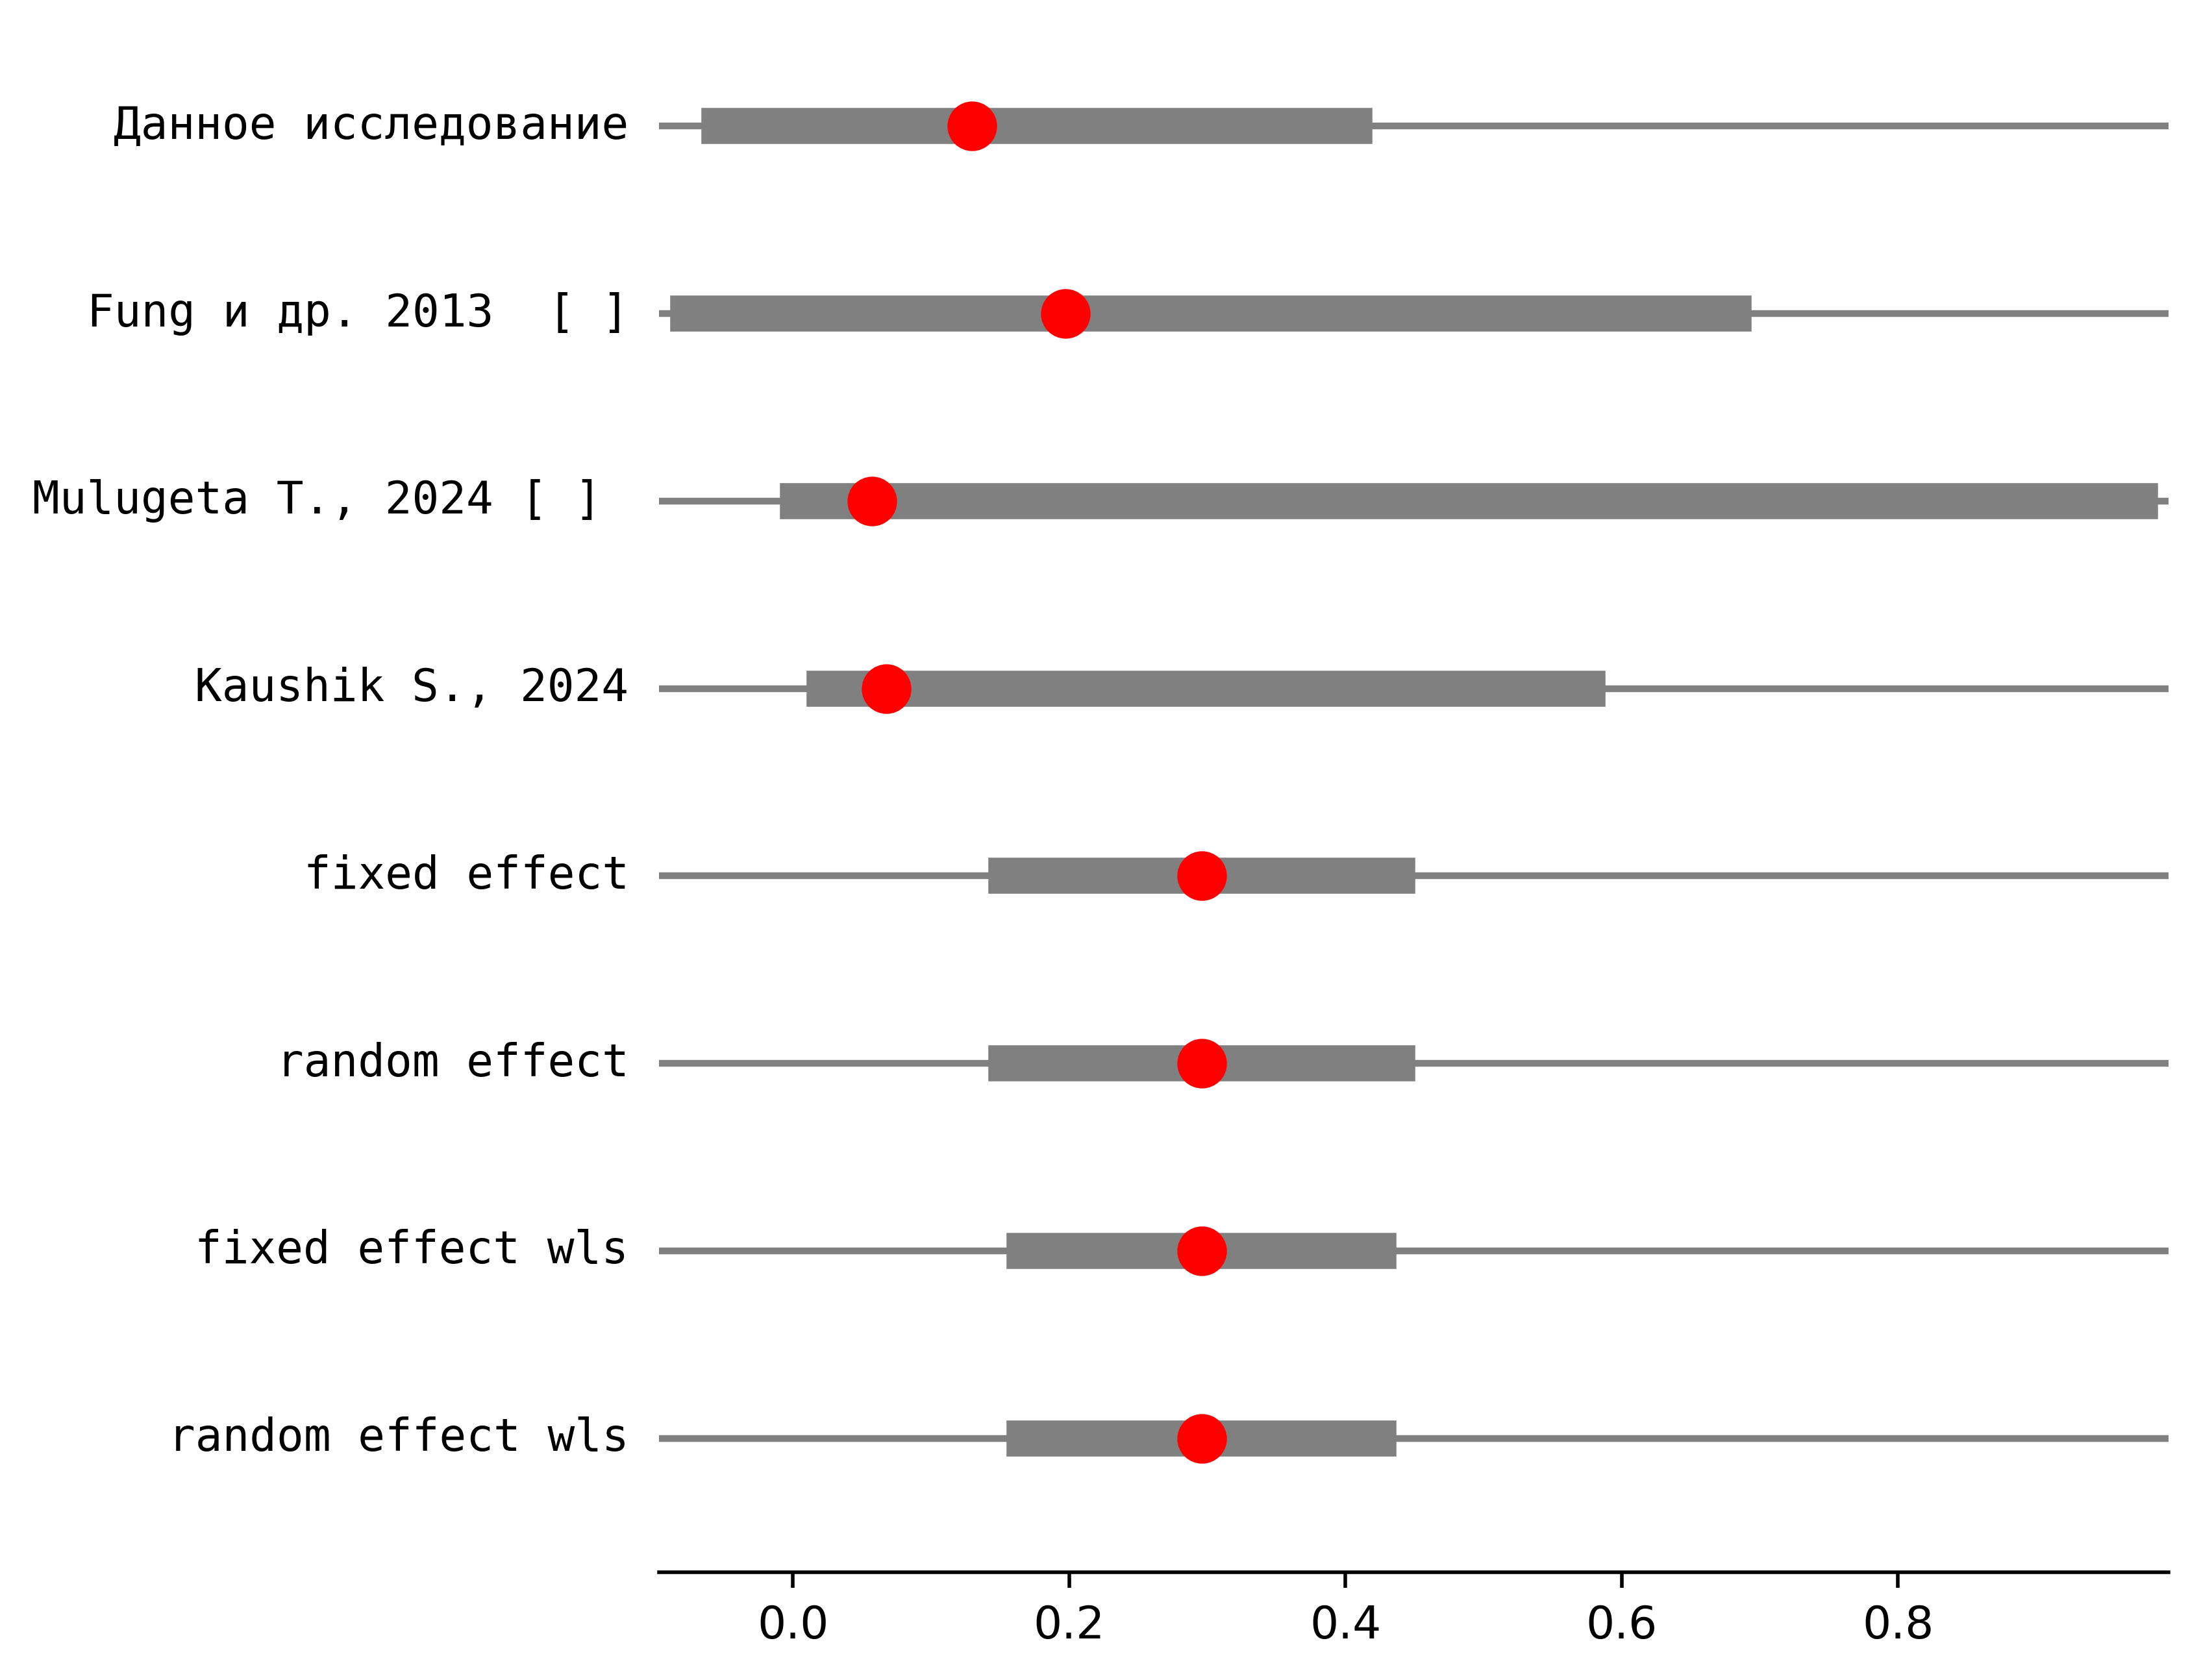 Данное исследование
Fung и др. 2013  [ ]
Mulugeta T., 2024 [ ]
Kaushik S., 2024
fixed effect
random effect
fixed effect wls
random effect wls
0.0 0.2 0.4 0.6 0.8